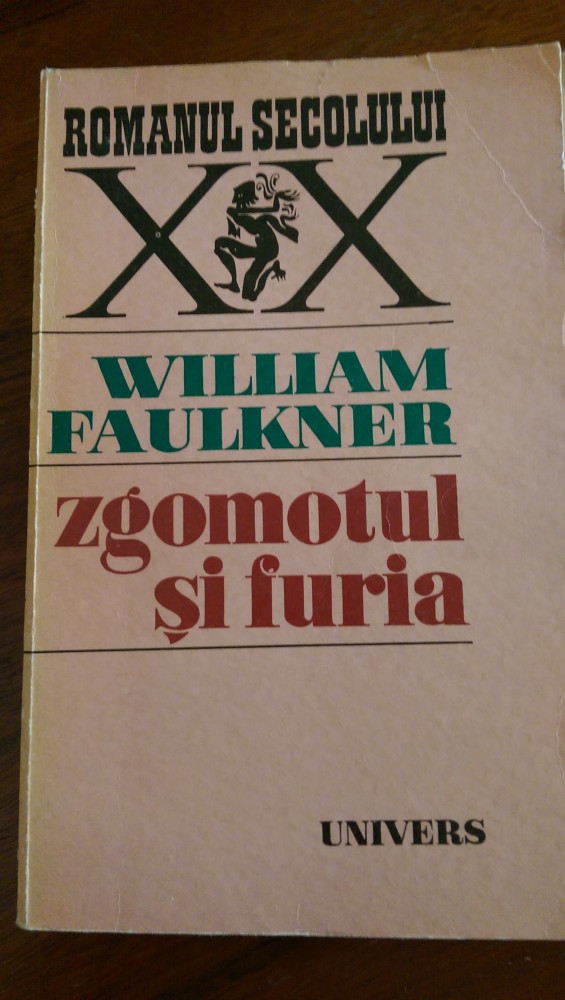 ROMANUL SECOLULUI
XX
WILLIAM
FAULKNER
zgomotul
și furia
UNIVERS